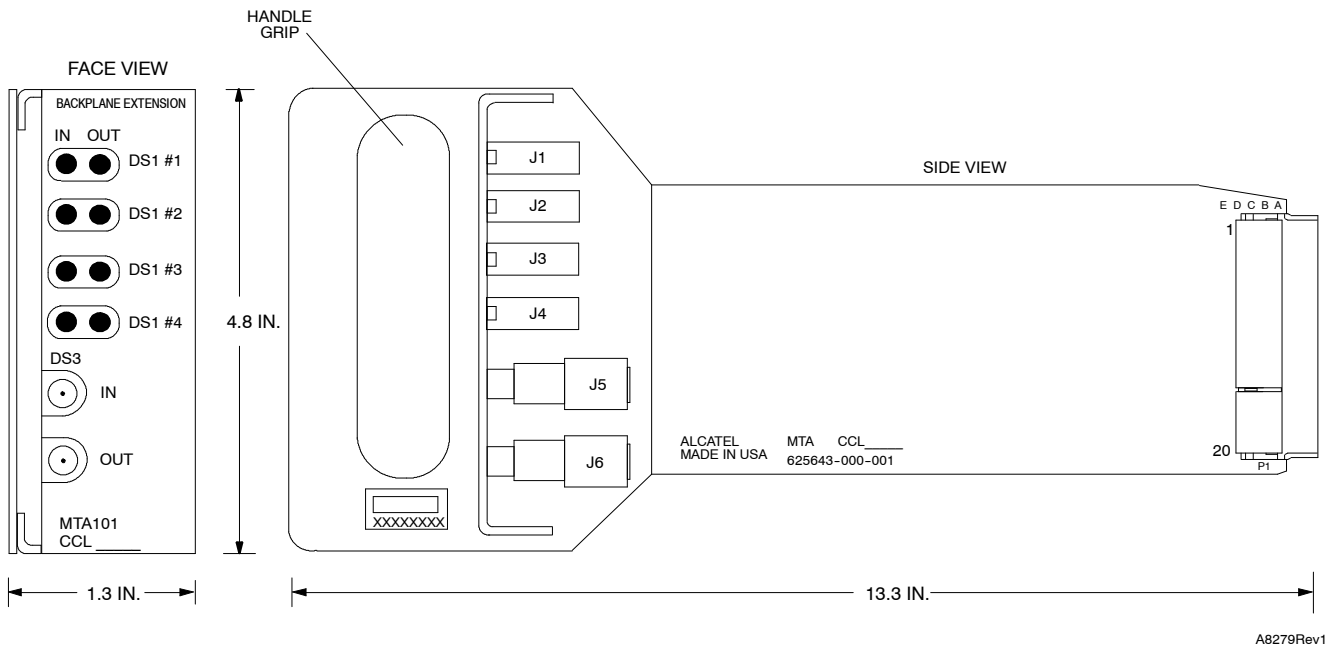 HANDLE
GRIP
FACE VIEW
BACKPLANE EXTENSION
IN OUT
DS1 #1
DS1 #2
DS1 #3
DS1 #4
DS3
IN
OUT
MTA101
CCL _____
4.8 IN.
1.3 IN.
J1
J2
J3
J4
J5
J6
XXXXXXXX
SIDE VIEW
E D C B A
1
20
P1
ALCATEL MTA CCL_____
MADE IN USA 625643-000-001
13.3 IN.
A8279Rev1